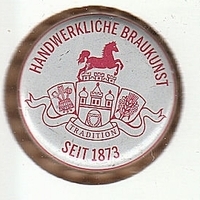 HANDWERKLICHE BRAUKUNST
TRADITION
SEIT 1873